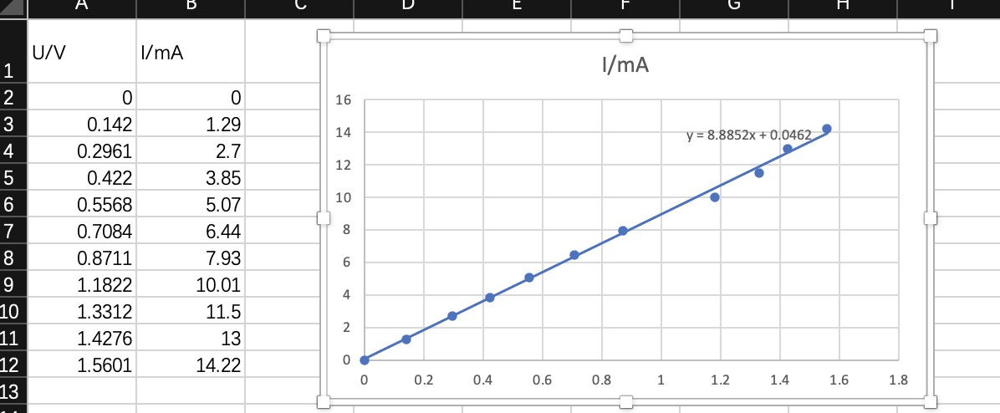 A B C D E F G H I
1 U/V I/mA
2 0 0
3 0.142 1.29
4 0.2961 2.7
5 0.422 3.85
6 0.5568 5.07
7 0.7084 6.44
8 0.8711 7.93
9 1.1822 10.01
10 1.3312 11.5
11 1.4276 13
12 1.5601 14.22
13
I/mA
16
14
y = 8.8852x + 0.0462
12
10
8
6
4
2
0
0 0.2 0.4 0.6 0.8 1 1.2 1.4 1.6 1.8